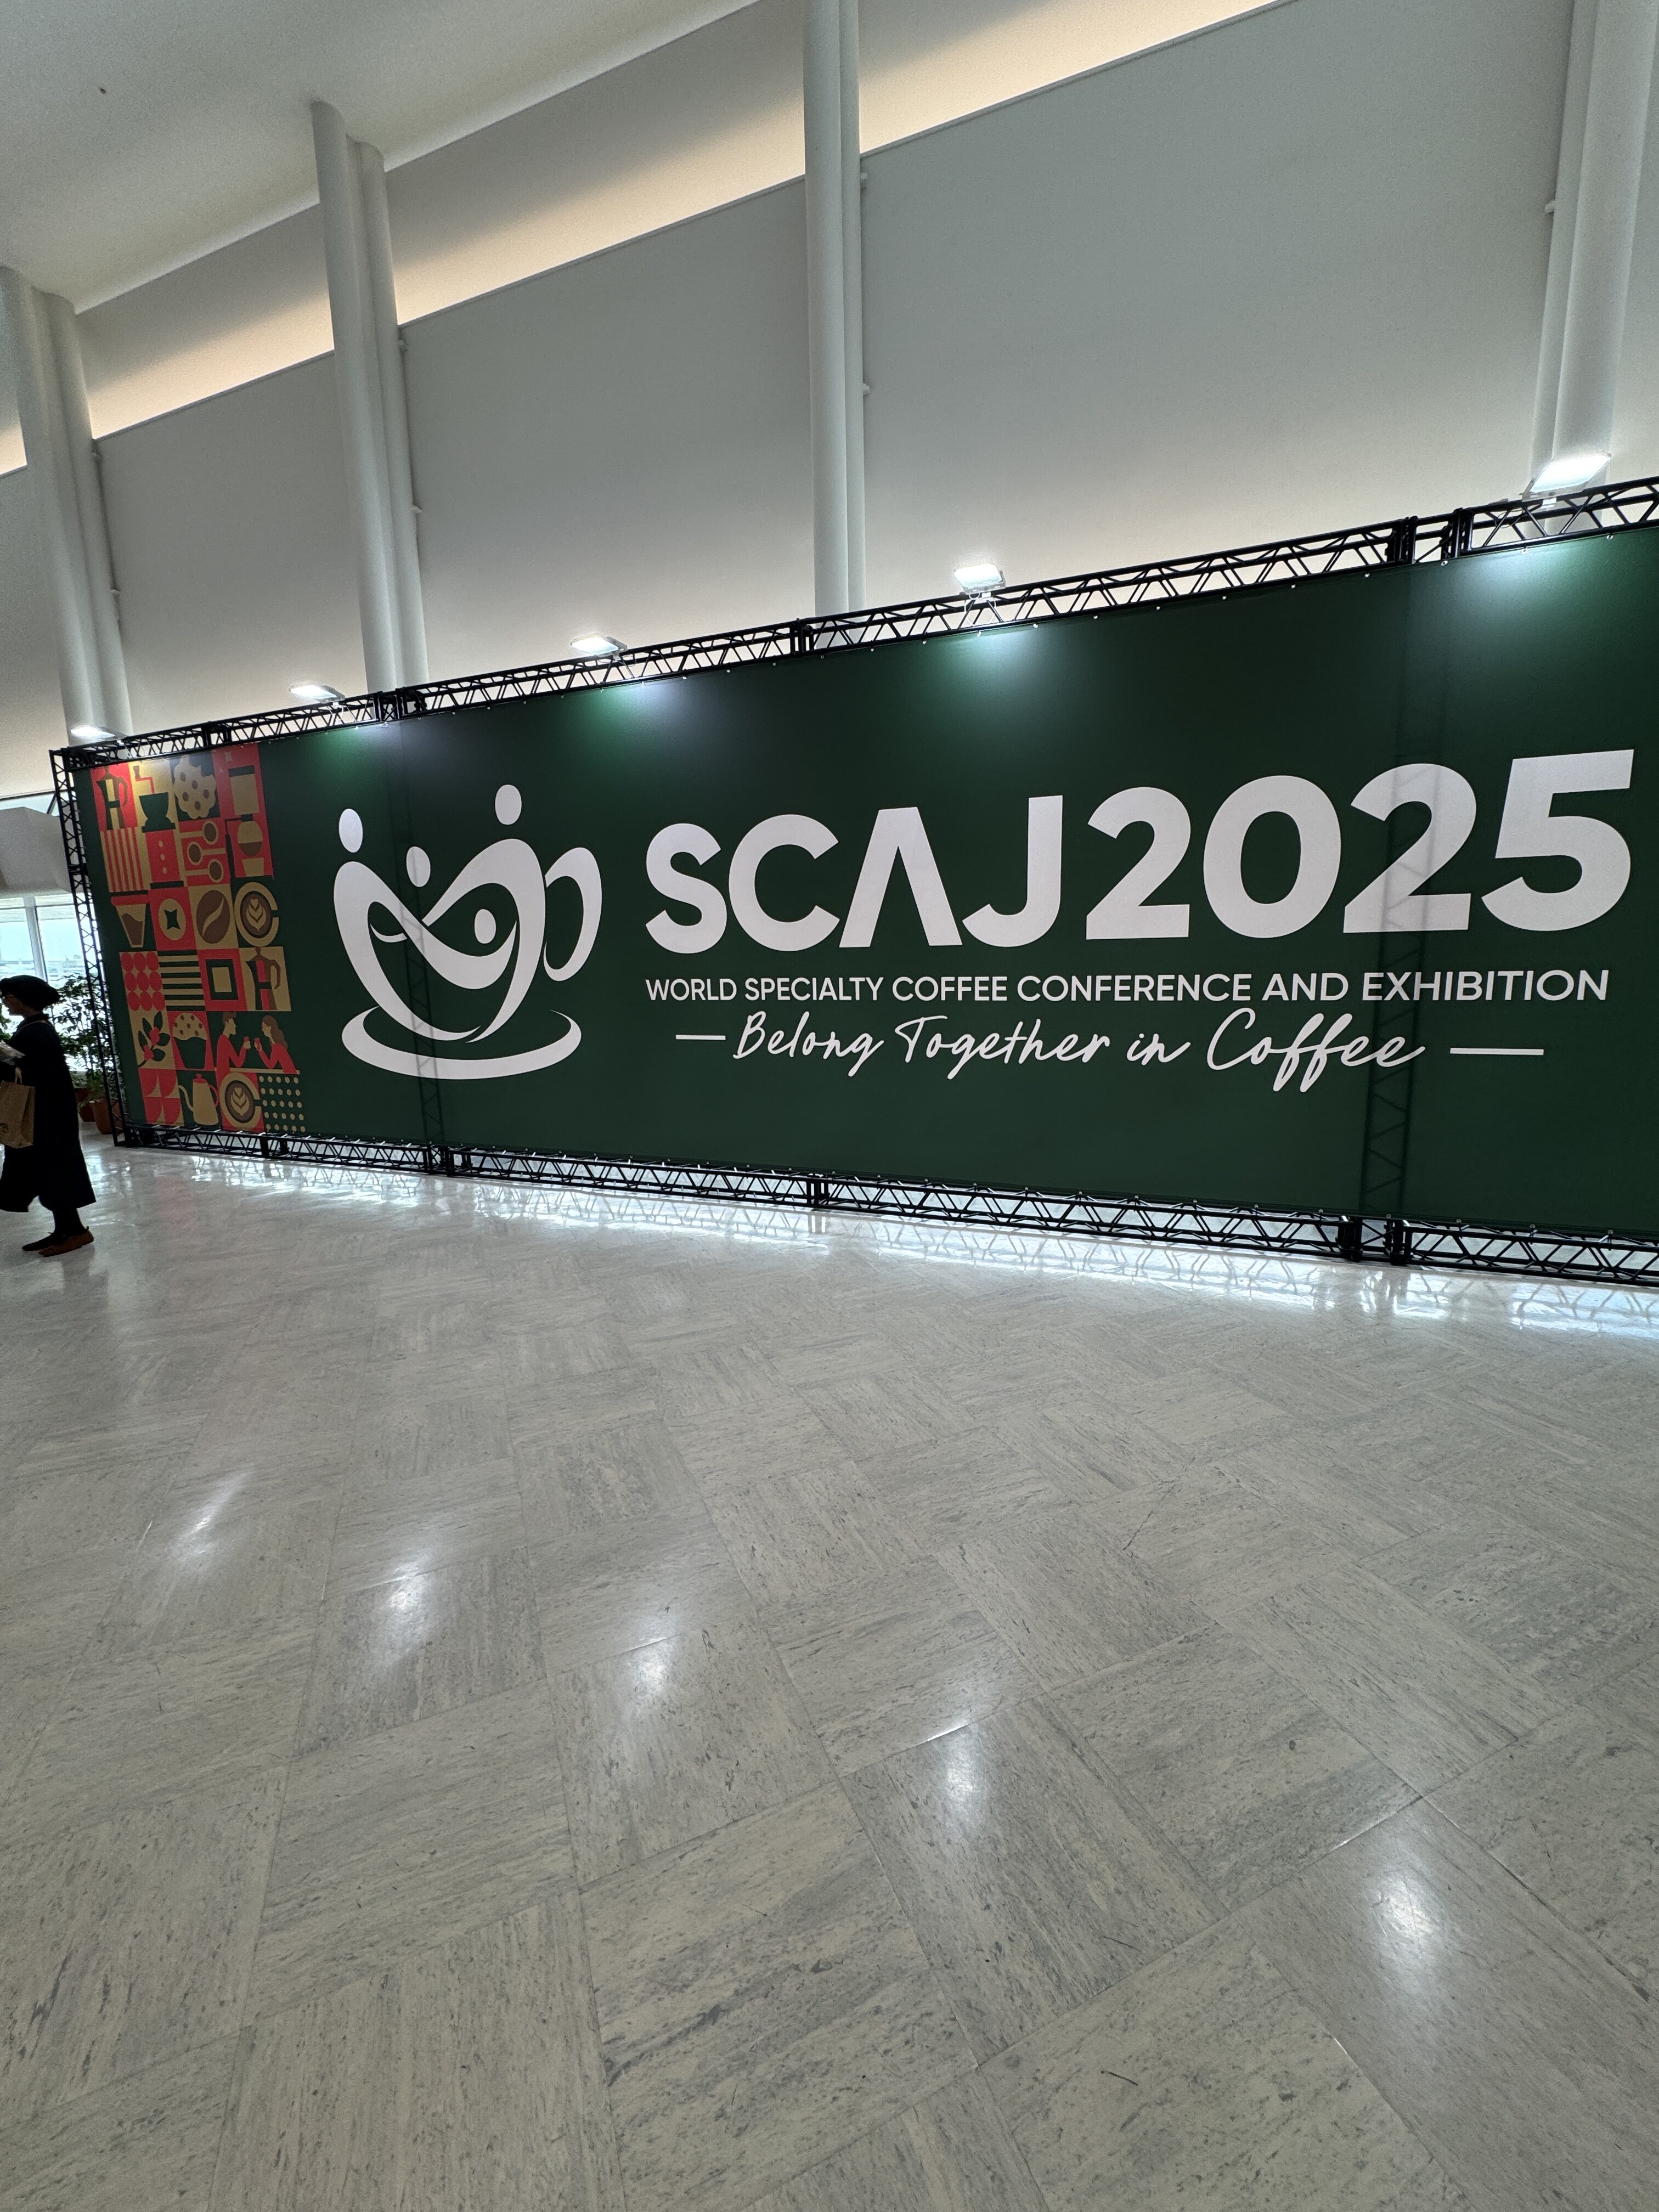 SCAJ2025
WORLD SPECIALTY COFFEE CONFERENCE AND EXHIBITION
Belong Together in Coffee